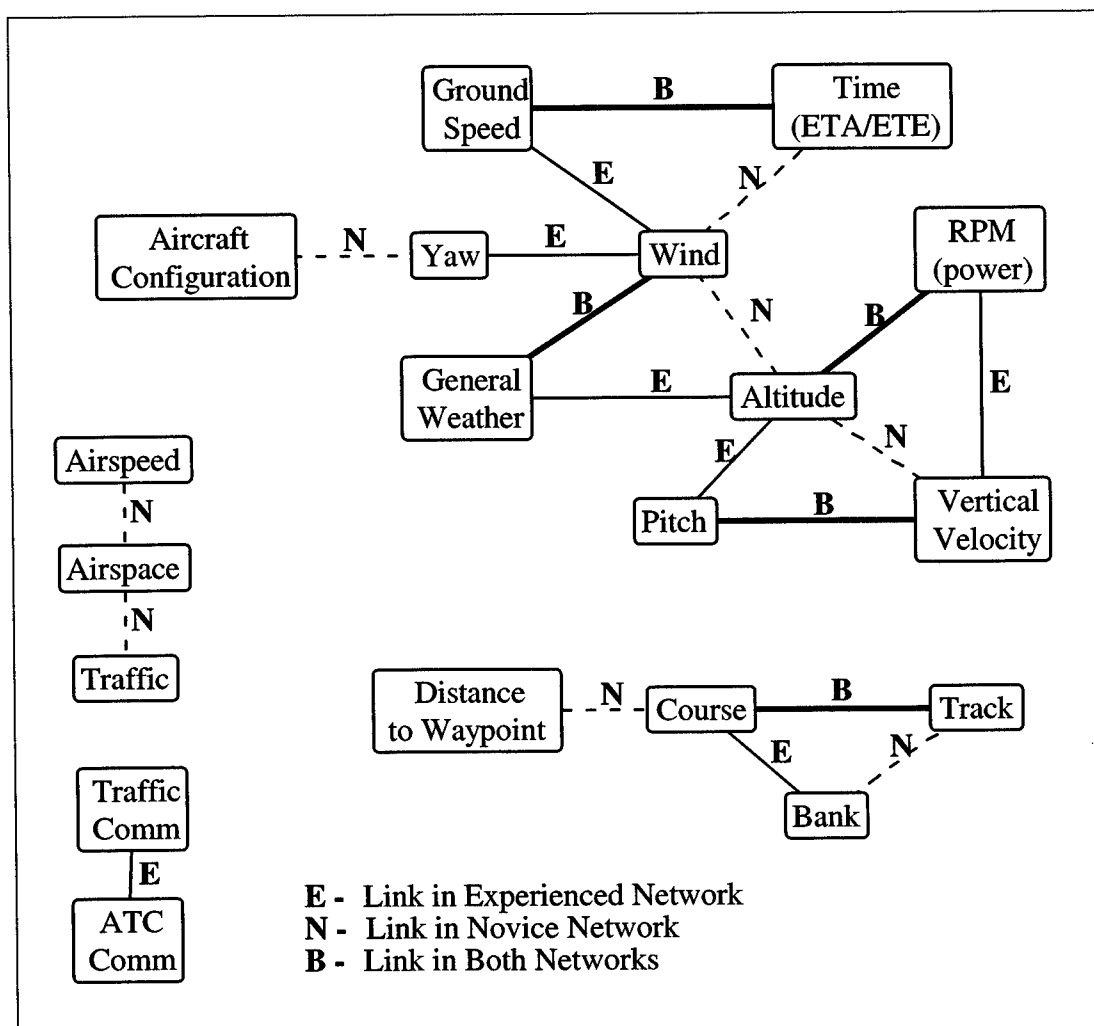 Ground
Speed
B
Time
(ETA/ETE)
E
N
Aircraft
Configuration
N
Yaw
E
Wind
RPM
(power)
B
N
B
General
Weather
E
Altitude
E
Airspeed
E
N
N
Pitch
B
Vertical
Velocity
Airspace
N
Traffic
Distance
to Waypoint
N
Course
B
Track
E
N
Traffic
Comm
Bank
E
ATC
Comm
E - Link in Experienced Network
N - Link in Novice Network
B - Link in Both Networks